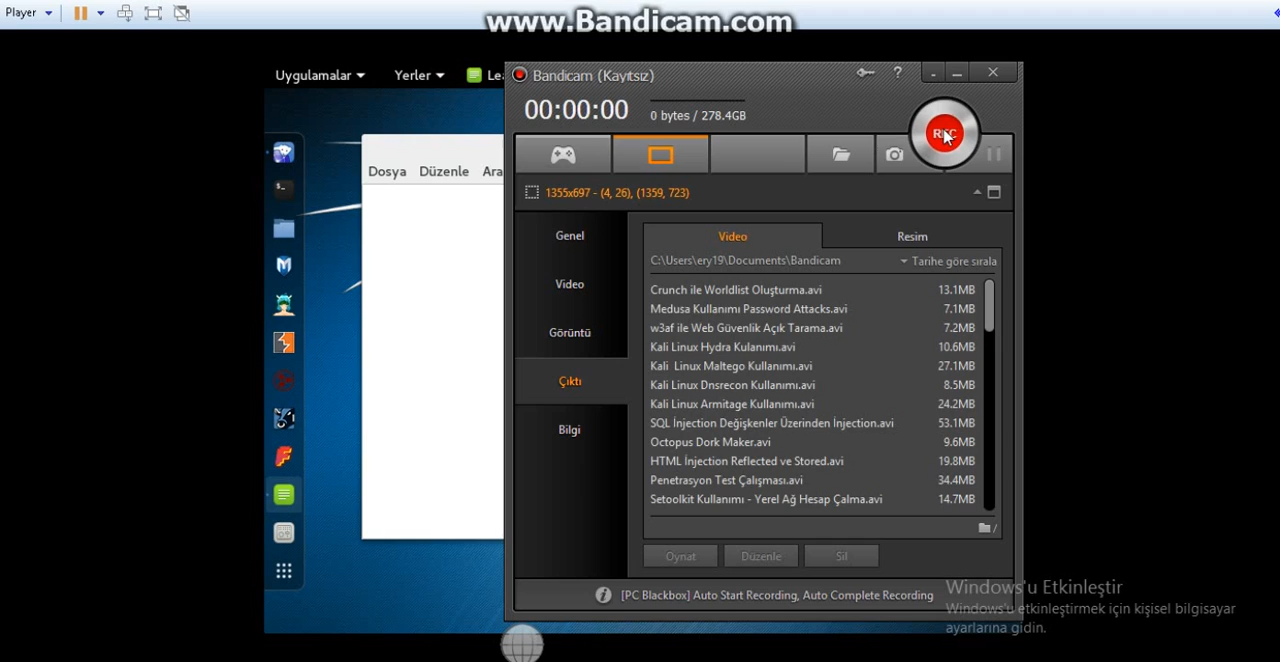 Player
www.Bandicam.com
Uygulamalar
Yerler
Lea
Bandicam (Kayıtsız)
?
00:00:00
0 bytes / 278.4GB
REC
Dosya Düzenle Ara
1355x697 - (4, 26), (1359, 723)
Genel
Video
Görüntü
Çıktı
Bilgi
Video
Resim
C:\Users\ery19\Documents\Bandicam
Tarihe göre sırala
Crunch ile Worldlist Oluşturma.avi 13.1MB
Medusa Kullanımı Password Attacks.avi 7.1MB
w3af ile Web Güvenlik Açık Tarama.avi 7.2MB
Kali Linux Hydra Kulanımı.avi 10.6MB
Kali Linux Maltego Kullanımı.avi 27.1MB
Kali Linux Dnsrecon Kullanımı.avi 8.5MB
Kali Linux Armitage Kullanımı.avi 24.2MB
SQL İnjection Değişkenler Üzerinden İnjection.avi 53.1MB
Octopus Dork Maker.avi 9.6MB
HTML İnjection Reflected ve Stored.avi 19.8MB
Penetrasyon Test Çalışması.avi 34.4MB
Setoolkit Kullanımı - Yerel Ağ Hesap Çalma.avi 14.7MB
/
Oynat
Düzenle
Sil
[PC Blackbox] Auto Start Recording, Auto Complete Recording
Windows'u Etkinleştir
Windows'u etkinleştirmek için kişisel bilgisayar
ayarlarına gidin.